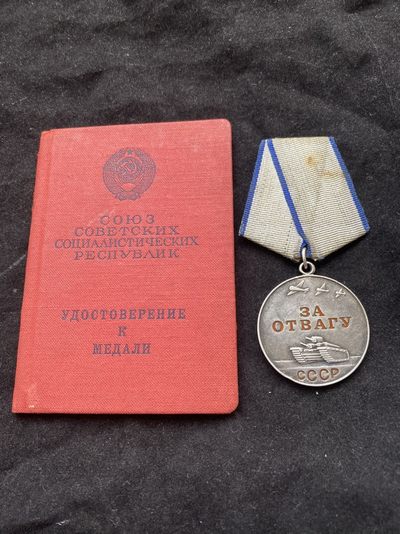 СОЮЗ
СОВЕТСКИХ
СОЦИАЛИСТИЧЕСКИХ
РЕСПУБЛИК
УДОСТОВЕРЕНИЕ
К
МЕДАЛИ
ЗА
ОТВАГУ
СССР